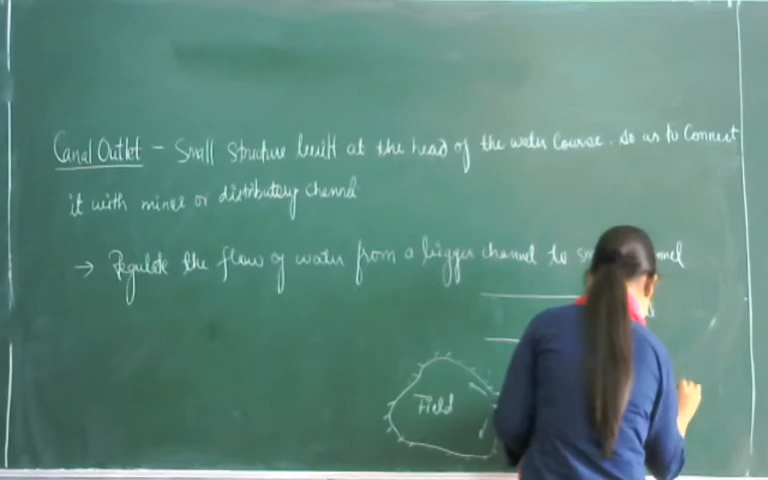 Canal Outlet - Small structure built at the head of the water course. So as to Connect
it with minor or distributary channel
→ Regulate the flow of water from a bigger channel to
Field